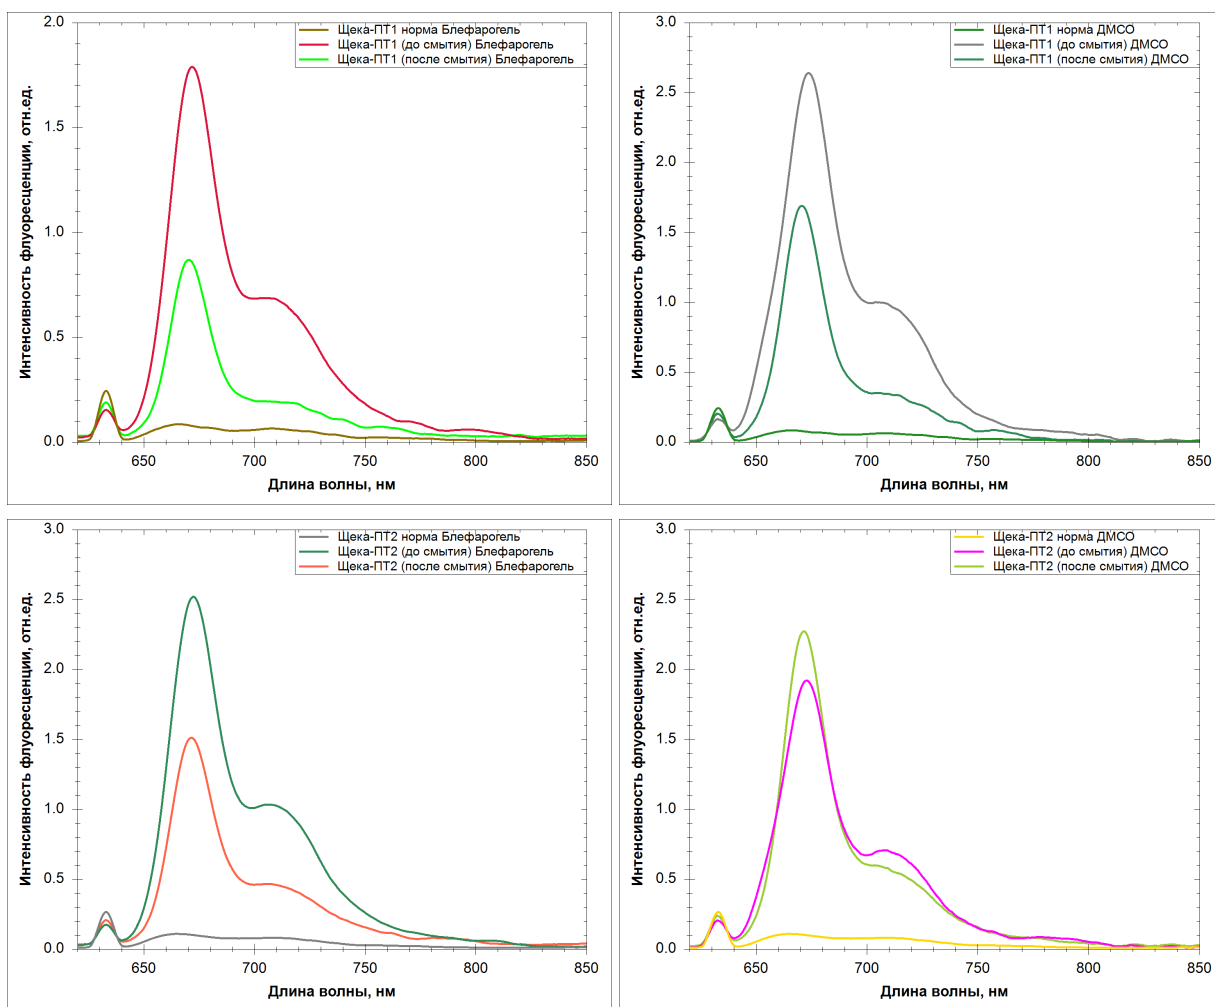 Щека-ПТ1 норма Блефарогель
Щека-ПТ1 (до смытия) Блефарогель
Щека-ПТ1 (после смытия) Блефарогель
Интенсивность флуоресценции, отн.ед.
2.0
1.5
1.0
0.5
0.0
650 700 750 800 850
Длина волны, нм
Щека-ПТ1 норма ДМСО
Щека-ПТ1 (до смытия) ДМСО
Щека-ПТ1 (после смытия) ДМСО
Интенсивность флуоресценции, отн.ед.
3.0
2.5
2.0
1.5
1.0
0.5
0.0
650 700 750 800 850
Длина волны, нм
Щека-ПТ2 норма Блефарогель
Щека-ПТ2 (до смытия) Блефарогель
Щека-ПТ2 (после смытия) Блефарогель
Интенсивность флуоресценции, отн.ед.
3.0
2.5
2.0
1.5
1.0
0.5
0.0
650 700 750 800 850
Длина волны, нм
Щека-ПТ2 норма ДМСО
Щека-ПТ2 (до смытия) ДМСО
Щека-ПТ2 (после смытия) ДМСО
Интенсивность флуоресценции, отн.ед.
3.0
2.5
2.0
1.5
1.0
0.5
0.0
650 700 750 800 850
Длина волны, нм